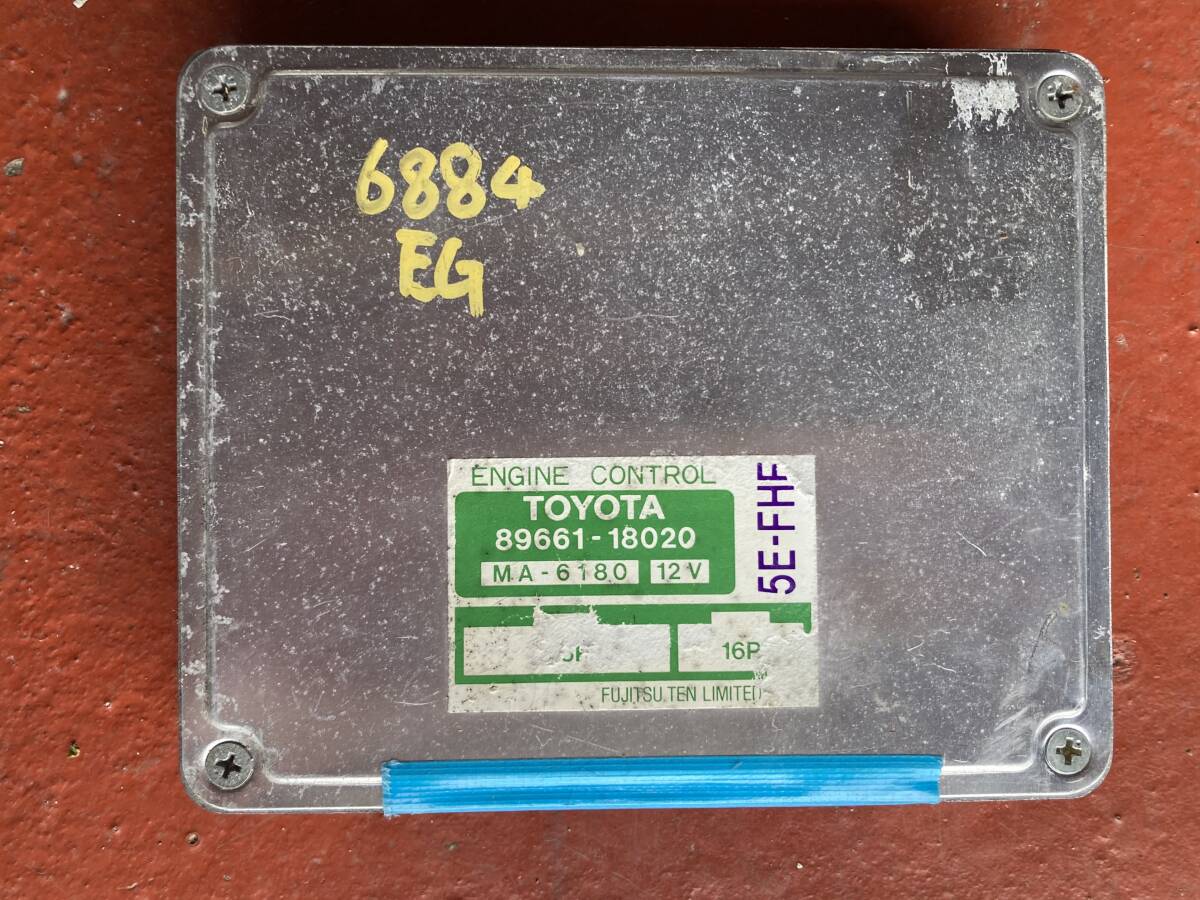 6884
EG
ENGINE CONTROL
TOYOTA
89661-18020
MA-6180 12V
5E-FHE
16P
FUJITSU TEN LIMITED